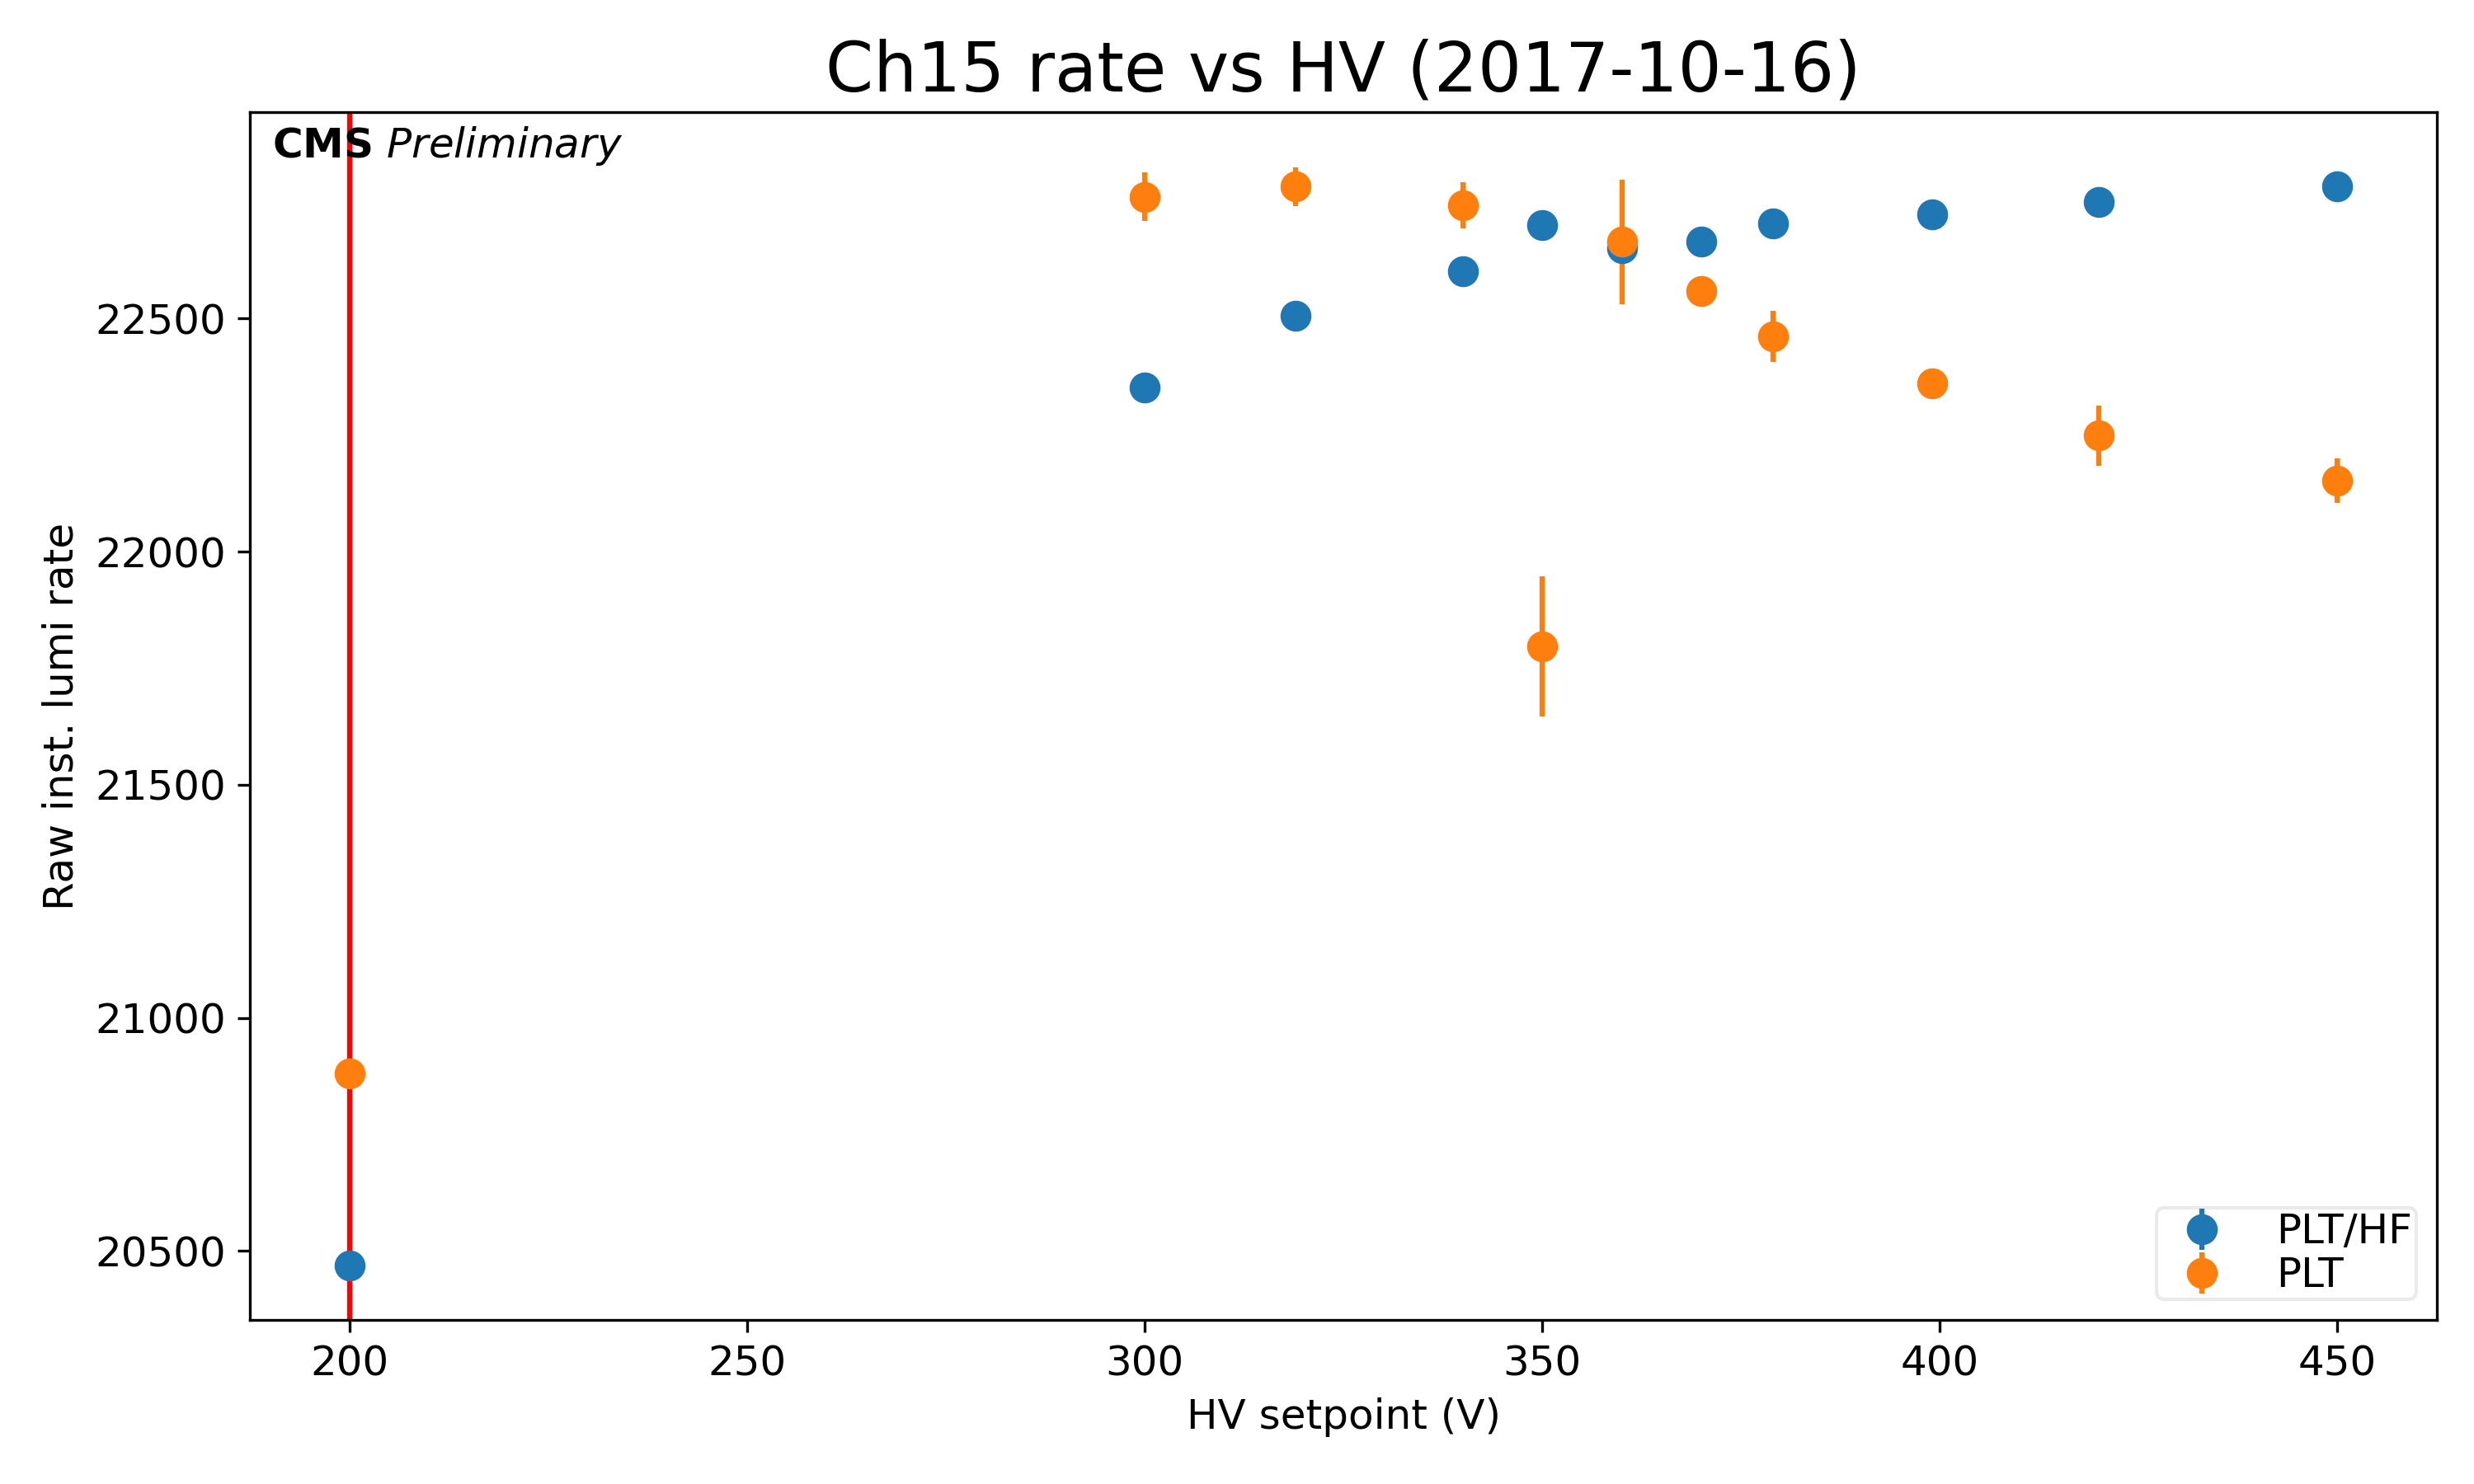 Ch15 rate vs HV (2017-10-16)
CMS Preliminary
Raw inst. lumi rate
22500
22000
21500
21000
20500
PLT/HF
PLT
200 250 300 350 400 450
HV setpoint (V)